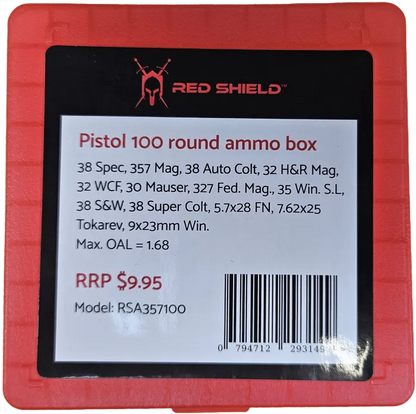 RED SHIELD™
Pistol 100 round ammo box
38 Spec, 357 Mag, 38 Auto Colt, 32 H&R Mag,
32 WCF, 30 Mauser, 327 Fed. Mag., 35 Win. S.L,
38 S&W, 38 Super Colt, 5.7x28 FN, 7.62x25
Tokarev, 9x23mm Win.
Max. OAL = 1.68
RRP $9.95
Model: RSA357100
0 794712